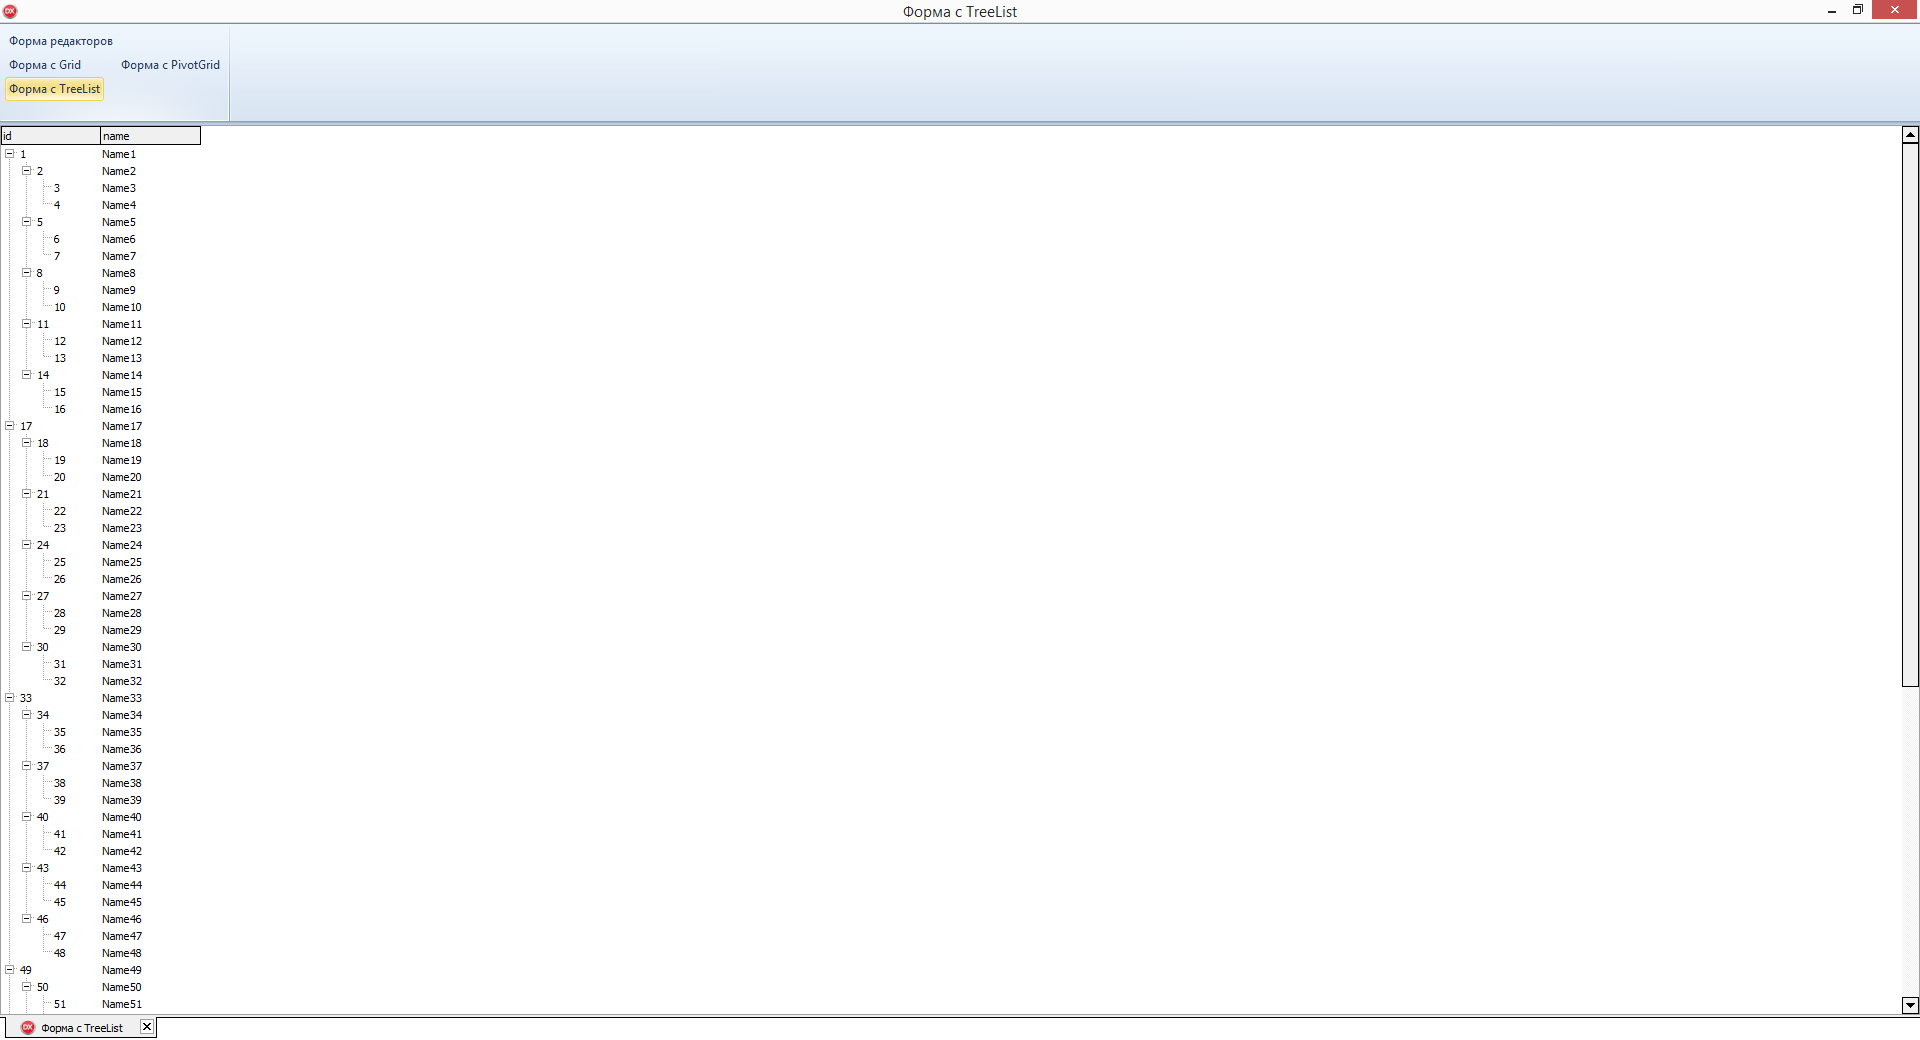 DX Форма с TreeList
Форма редакторов
Форма с Grid Форма с PivotGrid
Форма с TreeList
id name
1 Name1
2 Name2
3 Name3
4 Name4
5 Name5
6 Name6
7 Name7
8 Name8
9 Name9
10 Name10
11 Name11
12 Name12
13 Name13
14 Name14
15 Name15
16 Name16
17 Name17
18 Name18
19 Name19
20 Name20
21 Name21
22 Name22
23 Name23
24 Name24
25 Name25
26 Name26
27 Name27
28 Name28
29 Name29
30 Name30
31 Name31
32 Name32
33 Name33
34 Name34
35 Name35
36 Name36
37 Name37
38 Name38
39 Name39
40 Name40
41 Name41
42 Name42
43 Name43
44 Name44
45 Name45
46 Name46
47 Name47
48 Name48
49 Name49
50 Name50
51 Name51
DX Форма с TreeList